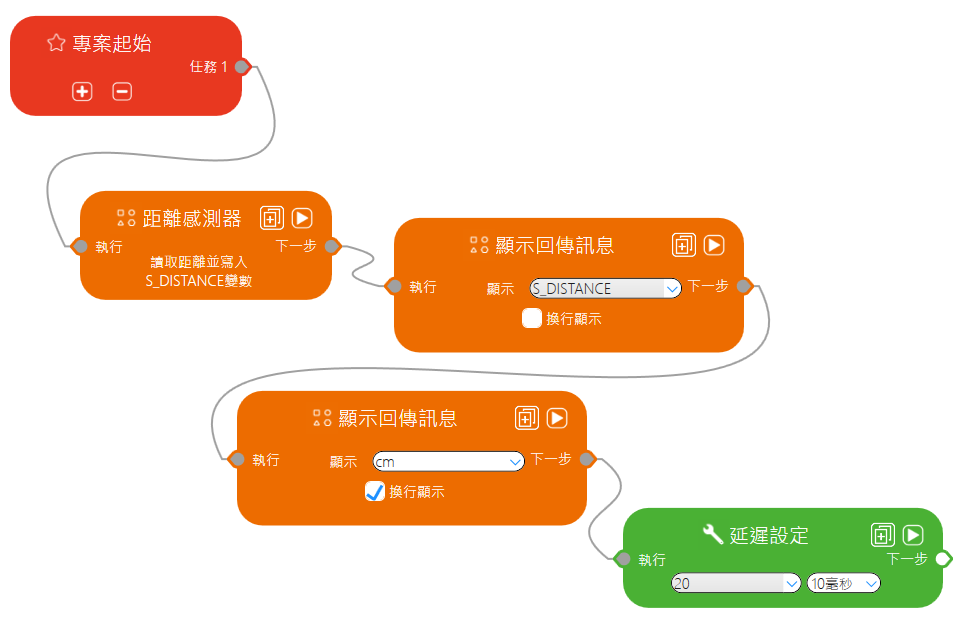 專案起始
任務 1
距離感測器
執行
下一步
讀取距離並寫入
S_DISTANCE變數
顯示回傳訊息
執行
顯示
S_DISTANCE
下一步
換行顯示
顯示回傳訊息
執行
顯示
cm
下一步
換行顯示
延遲設定
執行
下一步
20
10毫秒